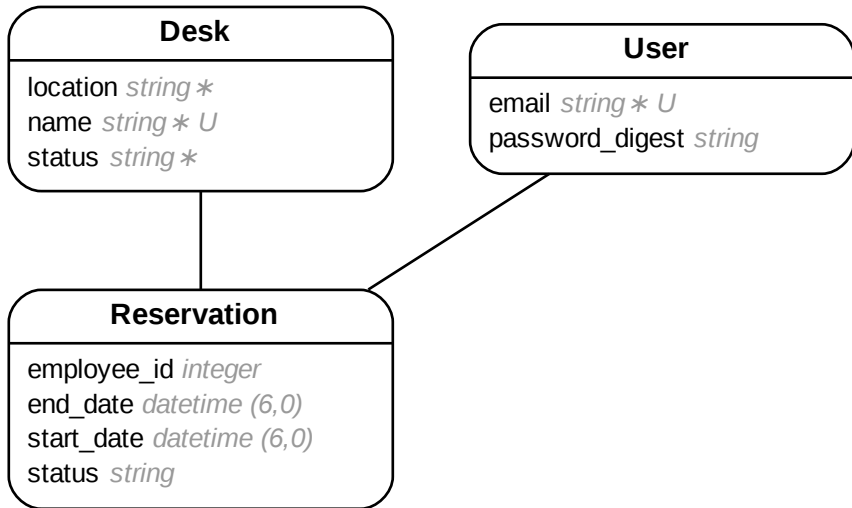 Desk
location string ∗
name string ∗ U
status string ∗
User
email string ∗ U
password_digest string
Reservation
employee_id integer
end_date datetime (6,0)
start_date datetime (6,0)
status string